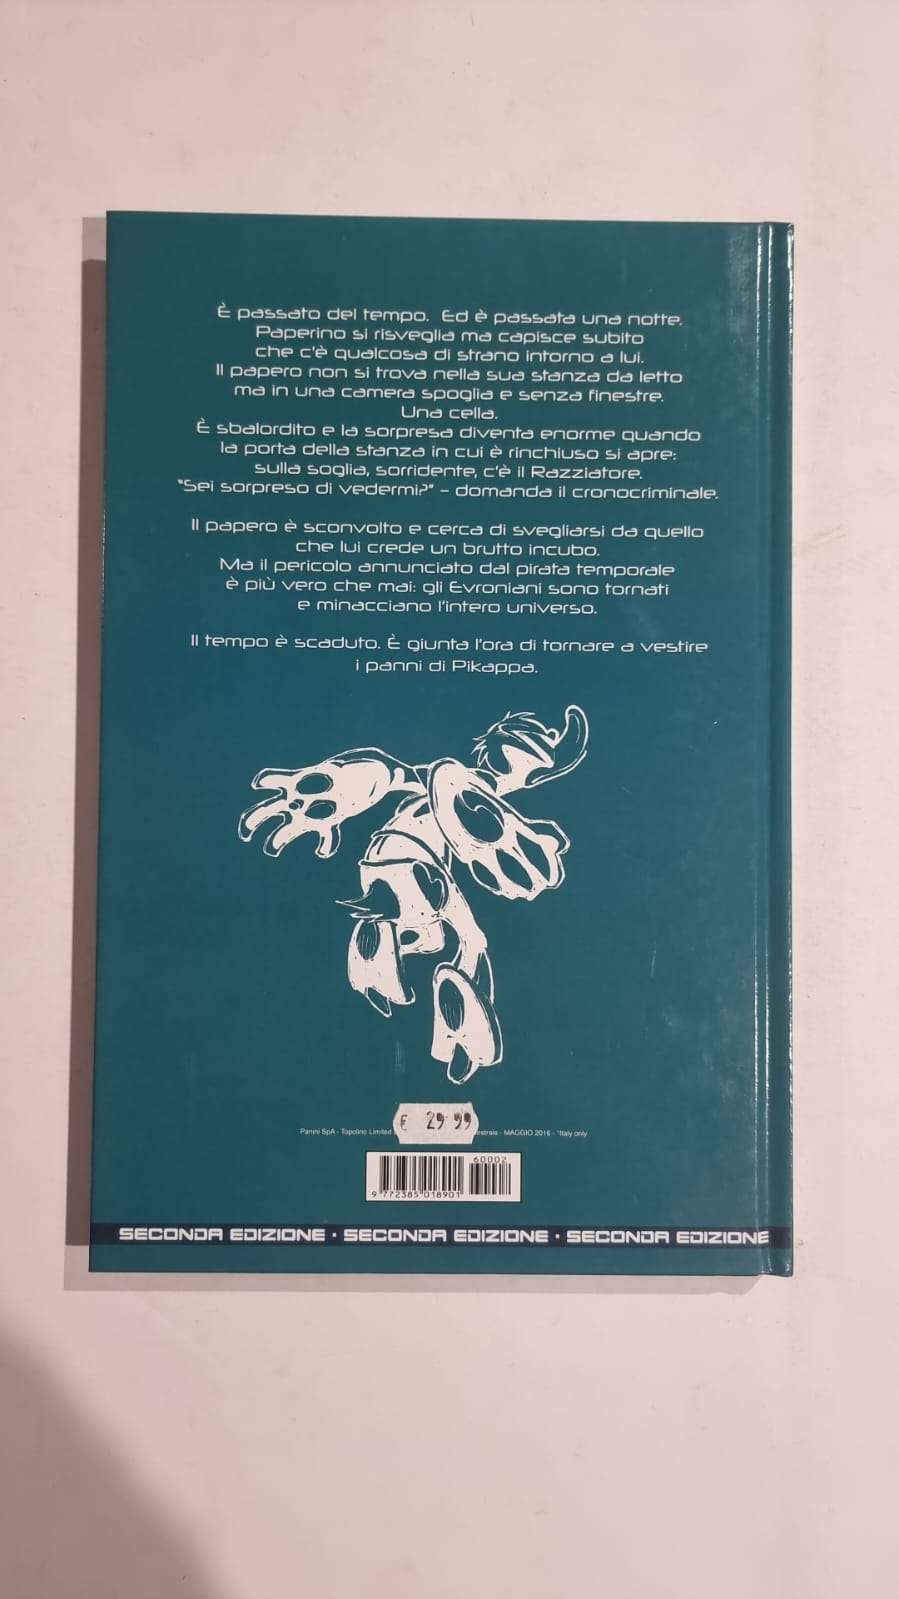 È passato del tempo. Ed è passata una notte.
Paperino si risveglia ma capisce subito
che c'è qualcosa di strano intorno a lui.
Il papero non si trova nella sua stanza da letto
ma in una camera spoglia e senza finestre.
Una cella.
È sbalordito e la sorpresa diventa enorme quando
la porta della stanza in cui è rinchiuso si apre:
sulla soglia, sorridente, c'è il Razziatore.
"Sei sorpreso di vedermi?" – domanda il cronocriminale.
Il papero è sconvolto e cerca di svegliarsi da quello
che lui crede un brutto incubo.
Ma il pericolo annunciato dal pirata temporale
è più vero che mai: gli Evroniani sono tornati
e minacciano l'intero universo.
Il tempo è scaduto. È giunta l'ora di tornare a vestire
i panni di Pikappa.
€ 29.99
Panini SpA - Topolino Limited - MAGGIO 2016 - *Italy only
60002
9 772385 018901
SECONDA EDIZIONE • SECONDA EDIZIONE • SECONDA EDIZIONE